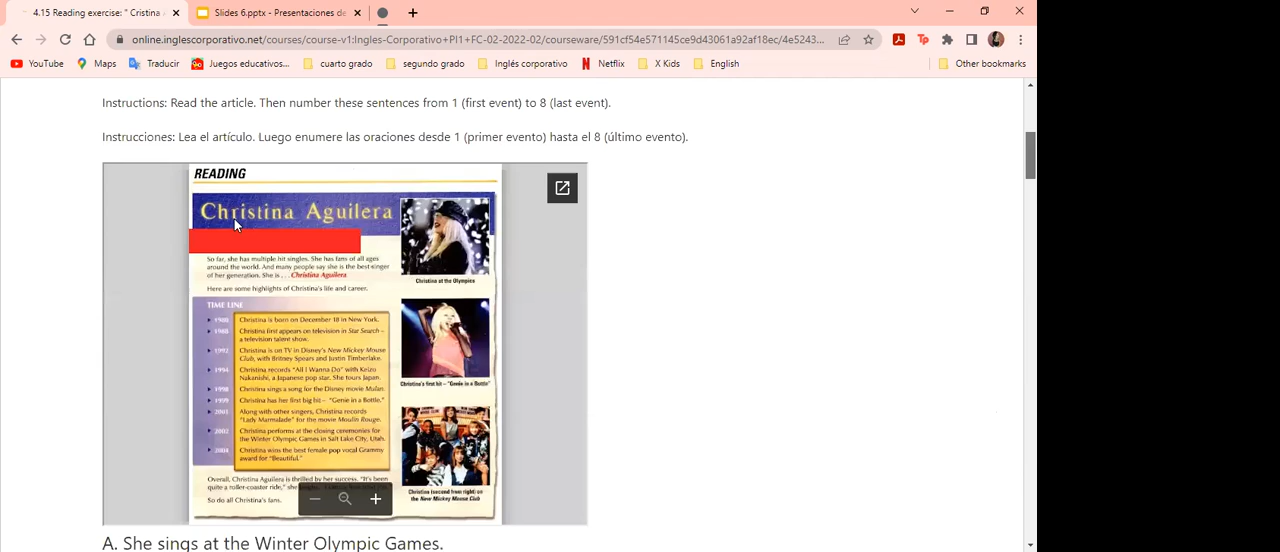 4.15 Reading exercise: " Cristina A
Slides 6.pptx - Presentaciones de
online.inglescorporativo.net/courses/course-v1:Ingles-Corporativo+PI1+FC-02-2022-02/courseware/591cf54e571145ce9d43061a92af18ec/4e5243...
YouTube
Maps
Traducir
Juegos educativos...
cuarto grado
segundo grado
Inglés corporativo
Netflix
X Kids
English
Other bookmarks
Instructions: Read the article. Then number these sentences from 1 (first event) to 8 (last event).
Instrucciones: Lea el artículo. Luego enumere las oraciones desde 1 (primer evento) hasta el 8 (último evento).
READING
Christina Aguilera
So far, she has multiple hit singles. She has fans of all ages
around the world. And many people say she is the best singer
of her generation. She is . . . Christina Aguilera
Here are some highlights of Christina's life and career.
TIME LINE
1980 Christina is born on December 18 in New York.
1988 Christina first appears on television in Star Search –
a television talent show.
1992 Christina is on TV in Disney's New Mickey Mouse
Club, with Britney Spears and Justin Timberlake.
1994 Christina records "All I Wanna Do" with Keizo
Nakanishi, a Japanese pop star. She tours Japan.
1998 Christina sings a song for the Disney movie Mulan.
1999 Christina has her first big hit – "Genie in a Bottle."
2001 Along with other singers, Christina records
"Lady Marmalade" for the movie Moulin Rouge.
2002 Christina performs at the closing ceremonies for
the Winter Olympic Games in Salt Lake City, Utah.
2004 Christina wins the best female pop vocal Grammy
award for "Beautiful."
Overall, Christina Aguilera is thrilled by her success. "It's been
quite a roller-coaster ride," she
So do all Christina's fans.
Christina at the Olympics
Christina's first hit – "Genie in a Bottle"
Christina (second from right) on
the New Mickey Mouse Club
A. She sings at the Winter Olympic Games.